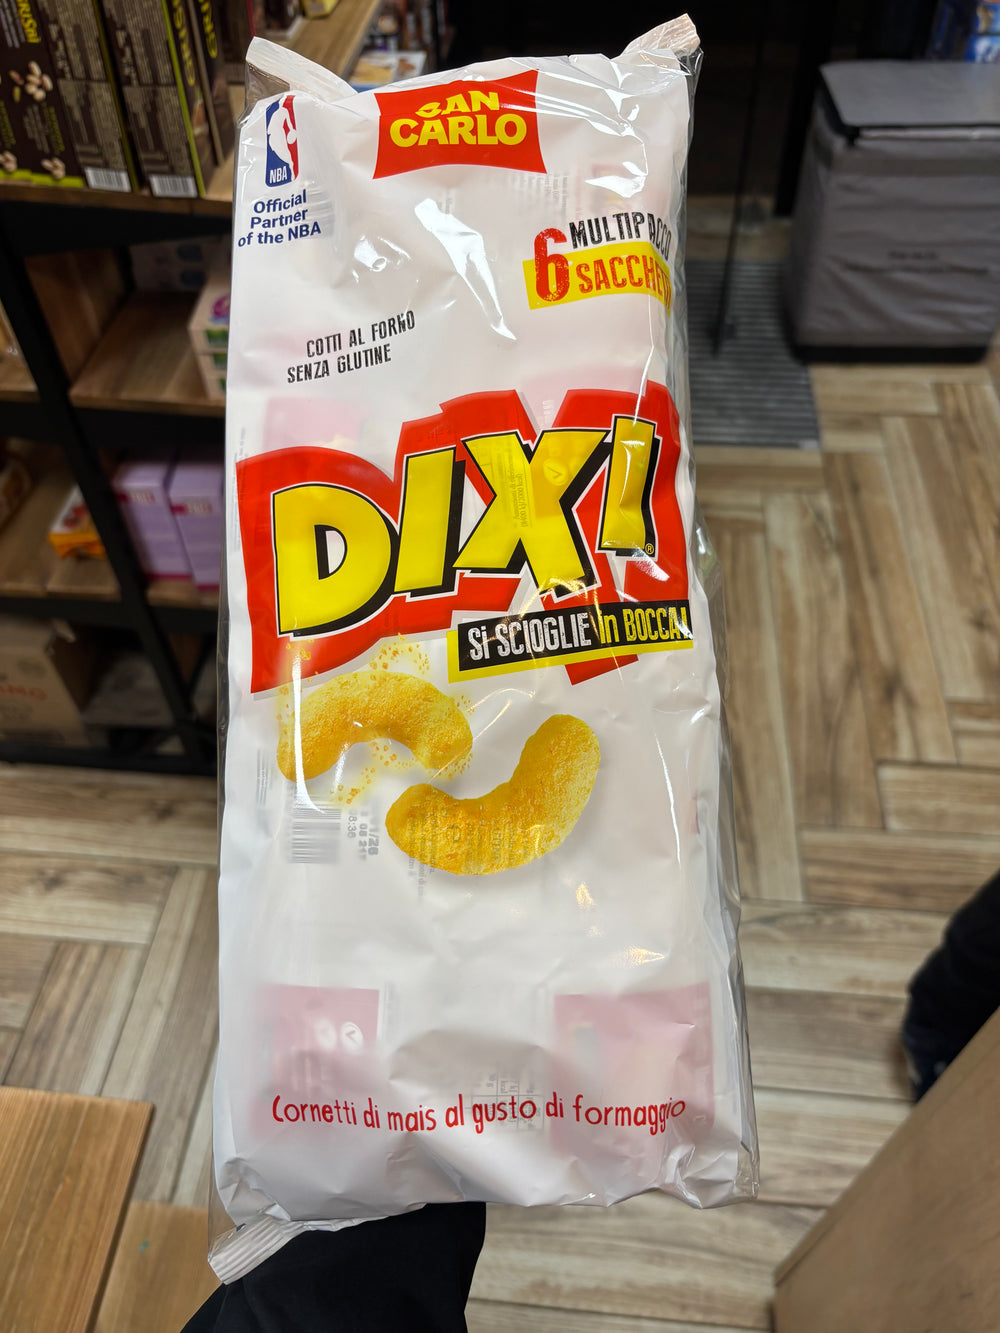 SAN
CARLO
NBA
Official
Partner
of the NBA
MULTIPACCO
6 SACCHETTI
COTTI AL FORNO
SENZA GLUTINE
DIXI
®
Si SCIOGLIE in BOCCA!
Cornetti di mais al gusto di formaggio